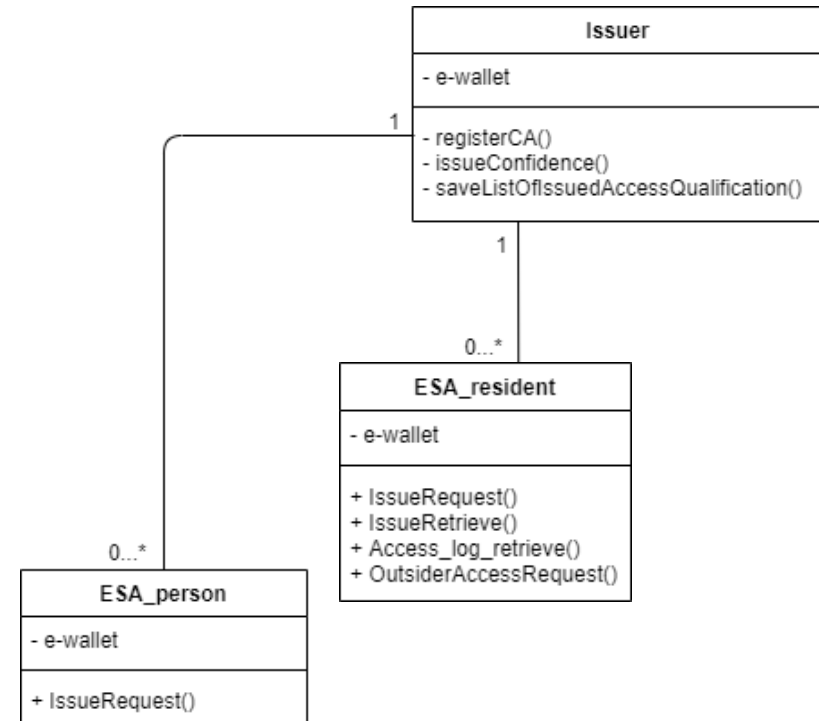 Issuer
- e-wallet
1
- registerCA()
- issueConfidence()
- saveListOfIssuedAccessQualification()
1
0...*
ESA_resident
- e-wallet
+ IssueRequest()
+ IssueRetrieve()
+ Access_log_retrieve()
+ OutsiderAccessRequest()
0...*
ESA_person
- e-wallet
+ IssueRequest()